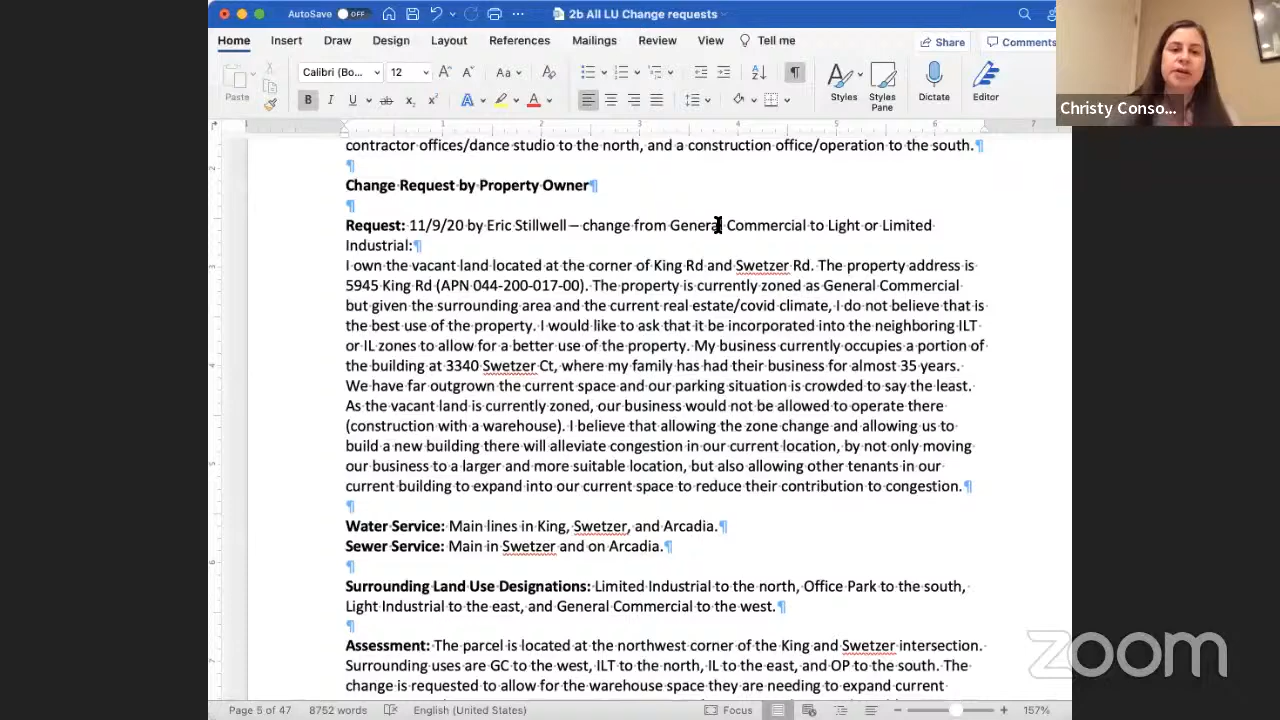 AutoSave OFF 2b All LU Change requests
Home Insert Draw Design Layout References Mailings Review View Tell me Share Comments
Calibri (Bo... 12
Paste Styles Styles Pane Dictate Editor
Christy Conso...
contractor offices/dance studio to the north, and a construction office/operation to the south.¶
¶
Change Request by Property Owner¶
¶
Request: 11/9/20 by Eric Stillwell – change from General Commercial to Light or Limited
Industrial:¶
I own the vacant land located at the corner of King Rd and Swetzer Rd. The property address is
5945 King Rd (APN 044-200-017-00). The property is currently zoned as General Commercial
but given the surrounding area and the current real estate/covid climate, I do not believe that is
the best use of the property. I would like to ask that it be incorporated into the neighboring ILT
or IL zones to allow for a better use of the property. My business currently occupies a portion of
the building at 3340 Swetzer Ct, where my family has had their business for almost 35 years.
We have far outgrown the current space and our parking situation is crowded to say the least.
As the vacant land is currently zoned, our business would not be allowed to operate there
(construction with a warehouse). I believe that allowing the zone change and allowing us to
build a new building there will alleviate congestion in our current location, by not only moving
our business to a larger and more suitable location, but also allowing other tenants in our
current building to expand into our current space to reduce their contribution to congestion.¶
¶
Water Service: Main lines in King, Swetzer, and Arcadia.¶
Sewer Service: Main in Swetzer and on Arcadia.¶
¶
Surrounding Land Use Designations: Limited Industrial to the north, Office Park to the south,
Light Industrial to the east, and General Commercial to the west.¶
¶
Assessment: The parcel is located at the northwest corner of the King and Swetzer intersection.
Surrounding uses are GC to the west, ILT to the north, IL to the east, and OP to the south. The
change is requested to allow for the warehouse space they are needing to expand current
zoom
Page 5 of 47 8752 words English (United States) Focus 157%